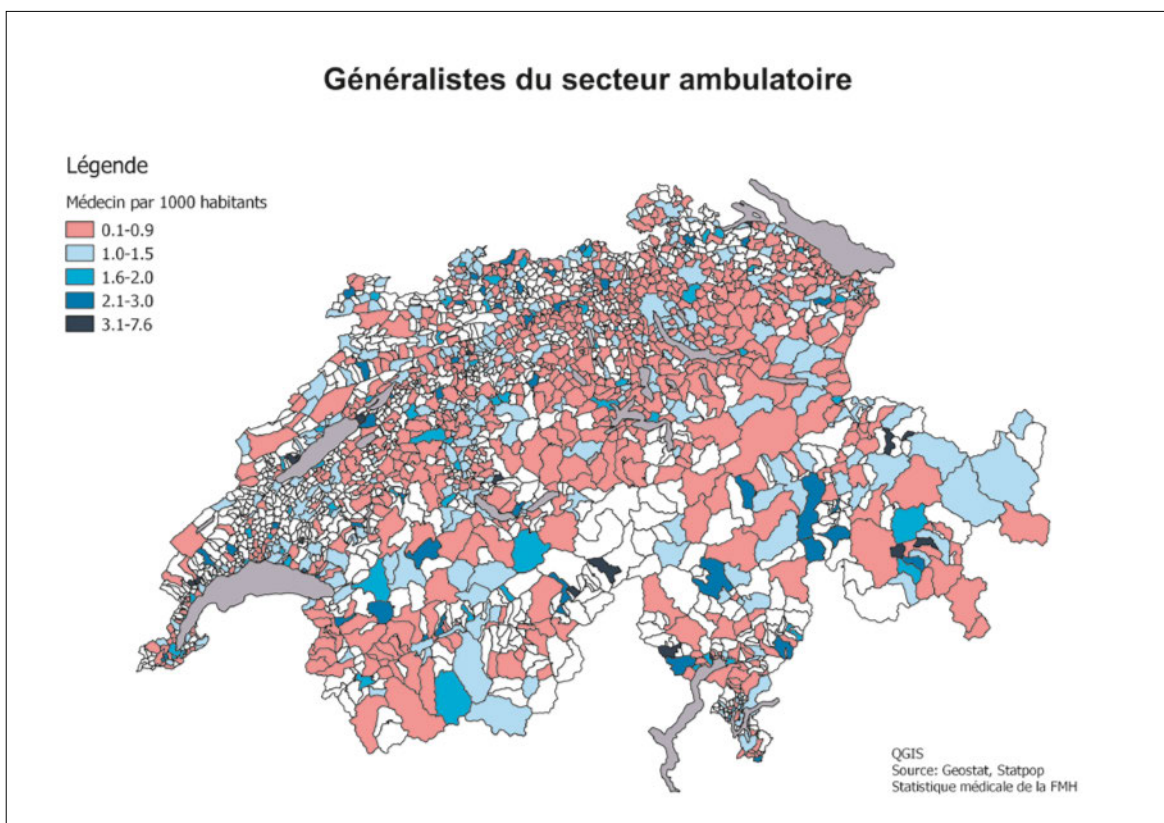 Généralistes du secteur ambulatoire
Légende
Médecin par 1000 habitants
0.1-0.9
1.0-1.5
1.6-2.0
2.1-3.0
3.1-7.6
QGIS
Source: Geostat, Statpop
Statistique médicale de la FMH